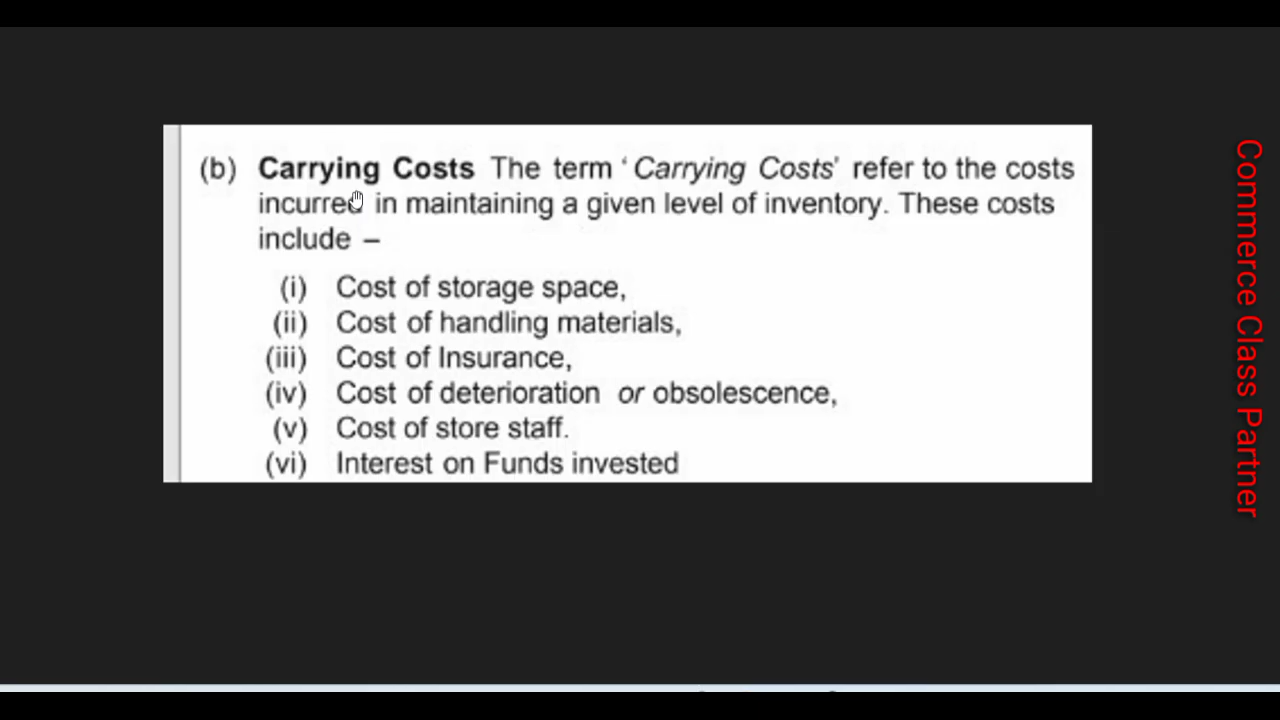 (b) Carrying Costs The term ‘Carrying Costs’ refer to the costs
incurred in maintaining a given level of inventory. These costs
include –
(i) Cost of storage space,
(ii) Cost of handling materials,
(iii) Cost of Insurance,
(iv) Cost of deterioration or obsolescence,
(v) Cost of store staff.
(vi) Interest on Funds invested
Commerce Class Partner